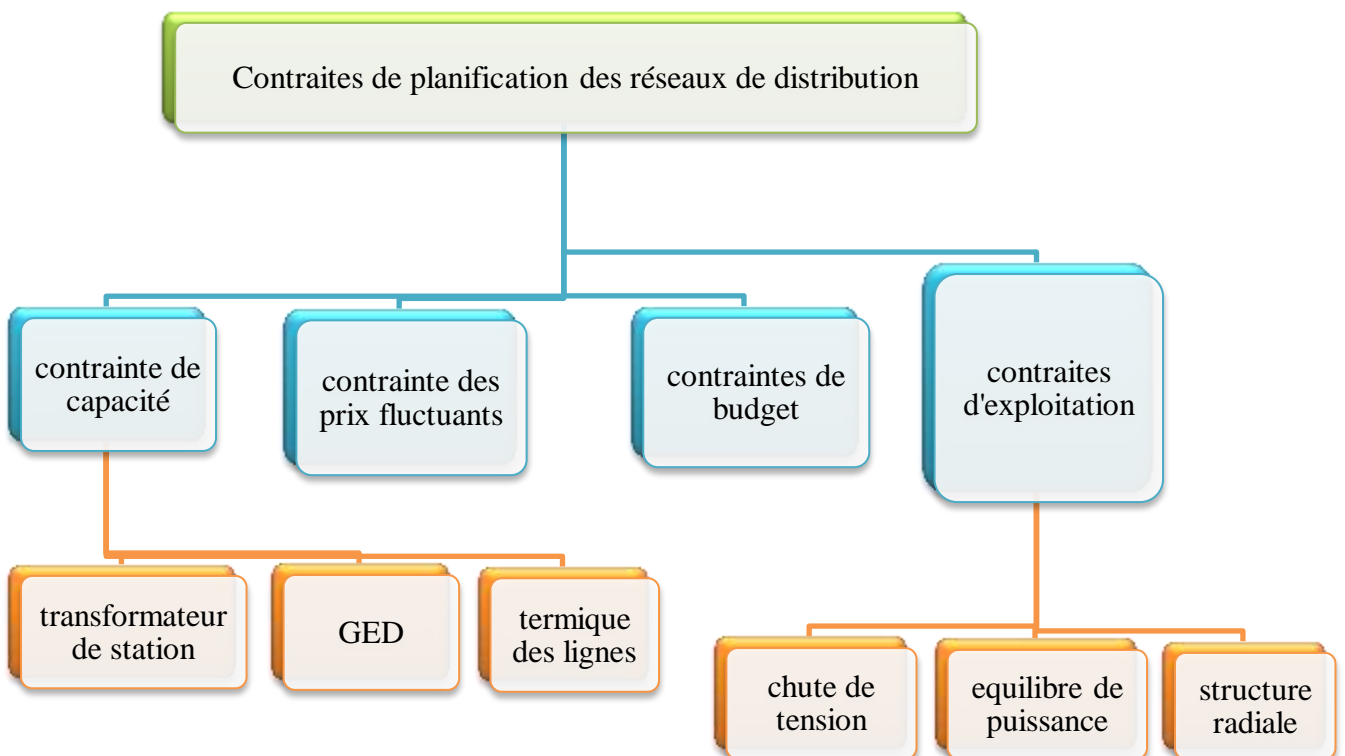 Contraites de planification des réseaux de distribution
contrainte de
capacité
contrainte des
prix fluctuants
contraintes de
budget
contraites
d'exploitation
transformateur
de station
GED
termique
des lignes
chute de
tension
equilibre de
puissance
structure
radiale